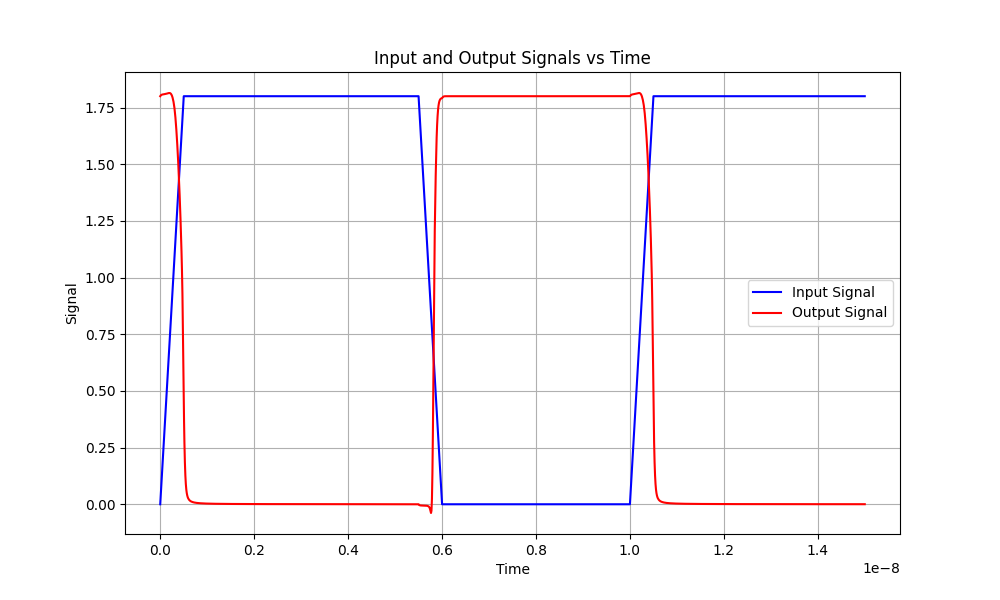 Input and Output Signals vs Time
Signal
1.75
1.50
1.25
1.00
0.75
0.50
0.25
0.00
Input Signal
Output Signal
0.0 0.2 0.4 0.6 0.8 1.0 1.2 1.4
Time
1e−8